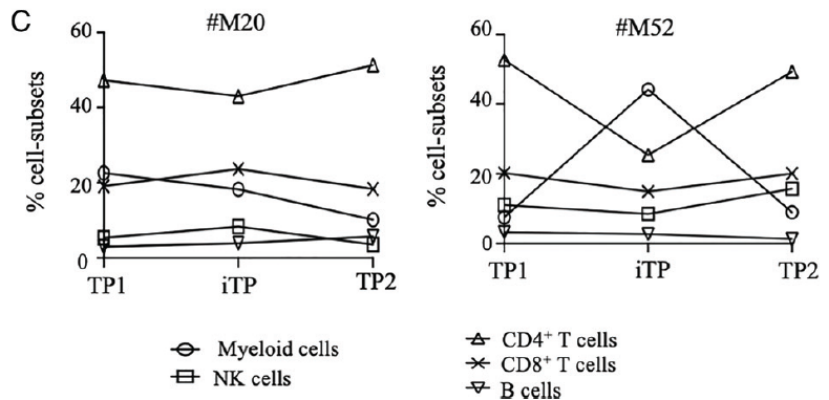 C
#M20
% cell-subsets
60
40
20
0
TP1
iTP
TP2
#M52
% cell-subsets
60
40
20
0
TP1
iTP
TP2
Myeloid cells
NK cells
CD4⁺ T cells
CD8⁺ T cells
B cells